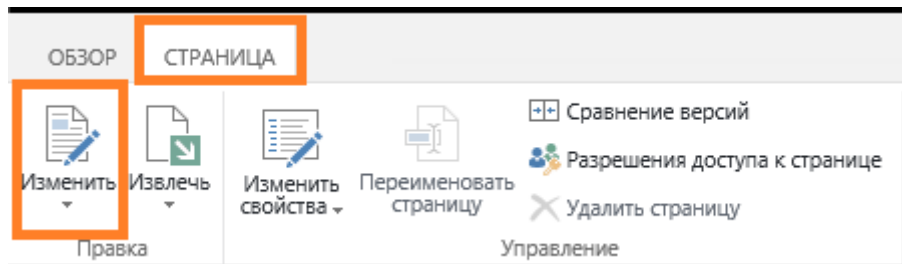 ОБЗОР СТРАНИЦА
Изменить
Извлечь
Изменить
свойства
Переименовать
страницу
Сравнение версий
Разрешения доступа к странице
Удалить страницу
Правка
Управление